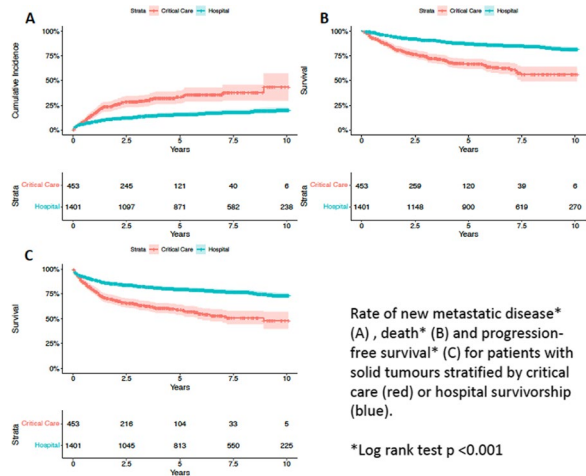 A
Strata Critical Care Hospital
Cumulative Incidence
100%
75%
50%
25%
0%
0 2.5 5 7.5 10
Years
Strata
Critical Care 453 245 121 40 6
Hospital 1401 1097 871 582 238
0 2.5 5 7.5 10
Years
B
Strata Critical Care Hospital
Survival
100%
75%
50%
25%
0%
0 2.5 5 7.5 10
Years
Strata
Critical Care 453 259 120 39 6
Hospital 1401 1148 900 619 270
0 2.5 5 7.5 10
Years
C
Strata Critical Care Hospital
Survival
100%
75%
50%
25%
0%
0 2.5 5 7.5 10
Years
Strata
Critical Care 453 216 104 33 5
Hospital 1401 1045 813 550 225
0 2.5 5 7.5 10
Years
Rate of new metastatic disease*
(A) , death* (B) and progression-
free survival* (C) for patients with
solid tumours stratified by critical
care (red) or hospital survivorship
(blue).
*Log rank test p <0.001